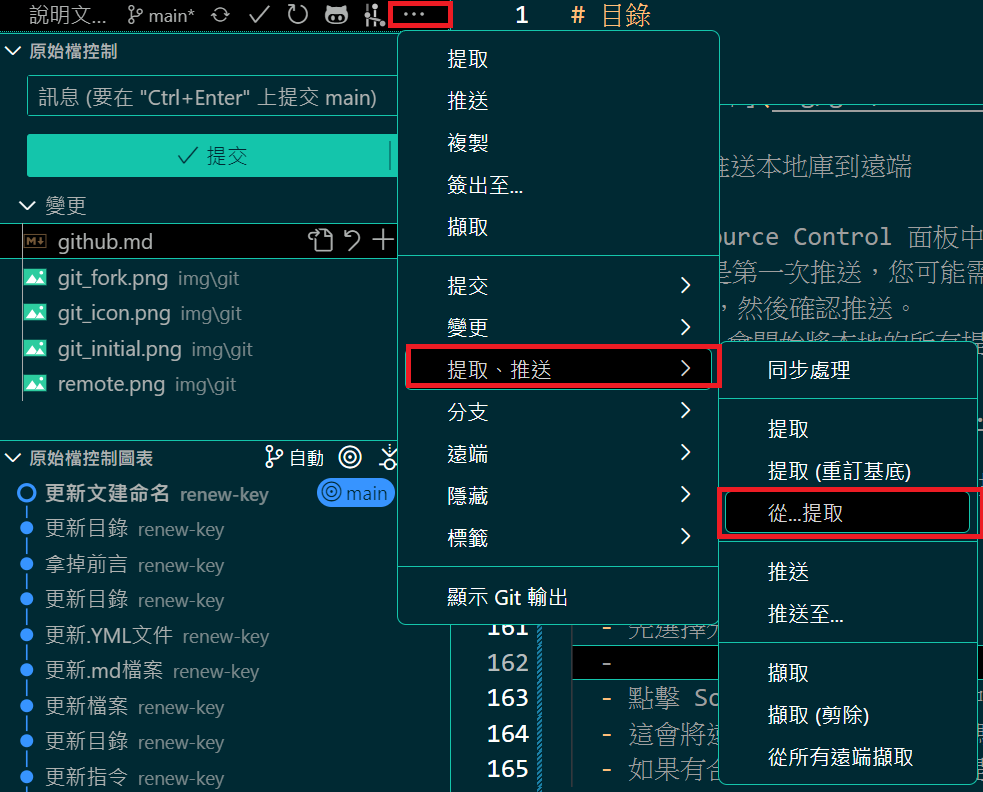 說明文... main*
... 1 # 目錄
原始檔控制
訊息 (要在 "Ctrl+Enter" 上提交 main)
提交
變更
github.md
git_fork.png img\git
git_icon.png img\git
git_initial.png img\git
remote.png img\git
原始檔控制圖表
自動
更新文建命名 renew-key main
更新目錄 renew-key
拿掉前言 renew-key
更新目錄 renew-key
更新.YML文件 renew-key
更新.md檔案 renew-key
更新檔案 renew-key
更新目錄 renew-key
更新指令 renew-key
提取
推送
複製
簽出至...
擷取
提交
變更
提取、推送
分支
遠端
隱藏
標籤
顯示 Git 輸出
同步處理
提取
提取 (重訂基底)
從...提取
推送
推送至...
擷取
擷取 (剪除)
從所有遠端擷取
推送本地庫到遠端
ource Control 面板中
是第一次推送，您可能需
，然後確認推送。
161 - 先選擇
162 -
163 - 點擊 So
164 - 這會將遠
165 - 如果有合